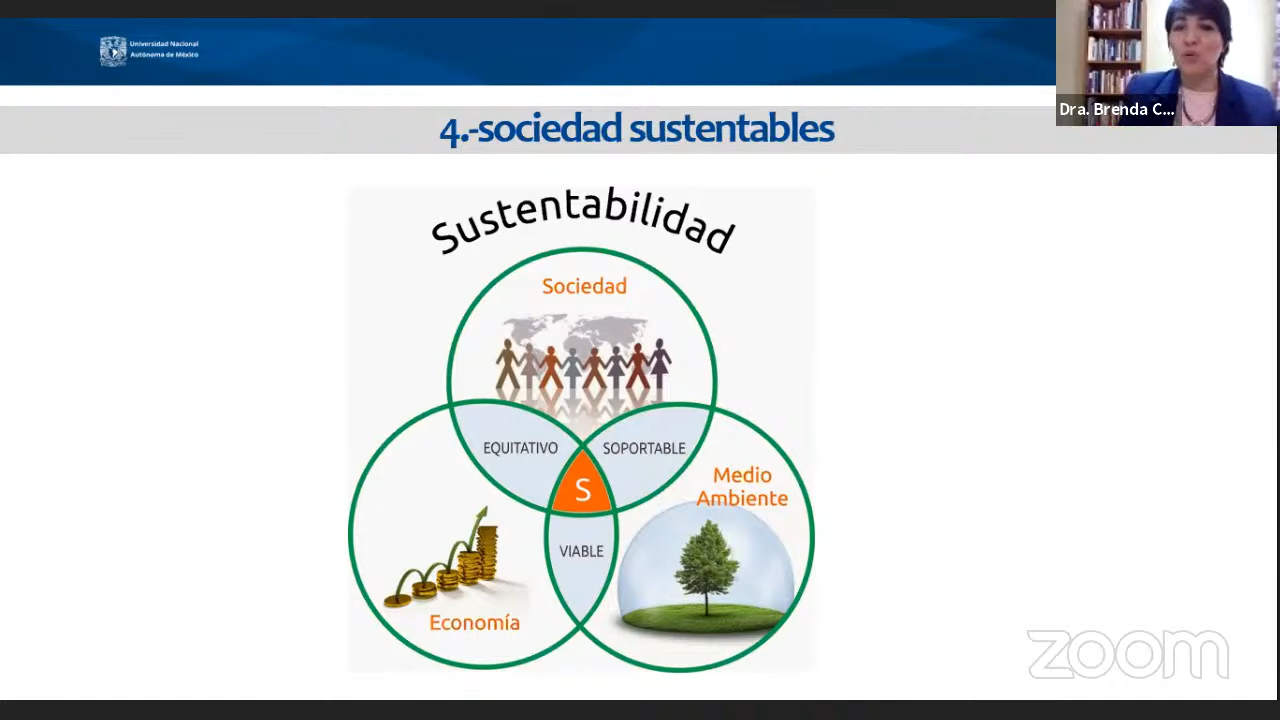 Universidad Nacional
Autónoma de México
Dra. Brenda C...
4.-sociedad sustentables
Sustentabilidad
Sociedad
EQUITATIVO
SOPORTABLE
S
Medio
Ambiente
VIABLE
Economía
zoom